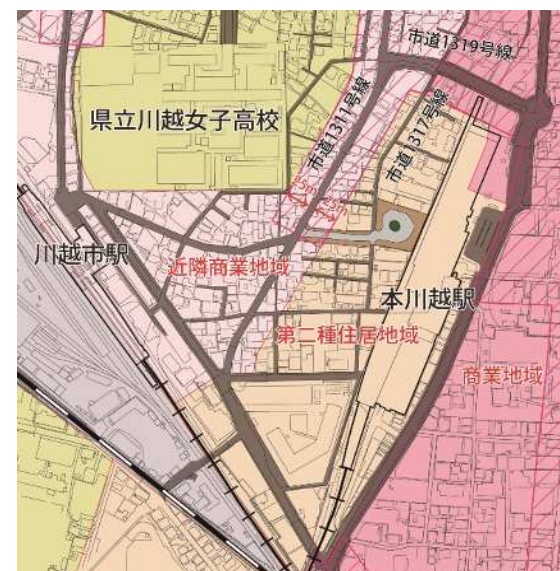 市道1319号線
県立川越女子高校
市道1311号線
市道1317号線
25m
25m
川越市駅
近隣商業地域
本川越駅
第二種住居地域
商業地域